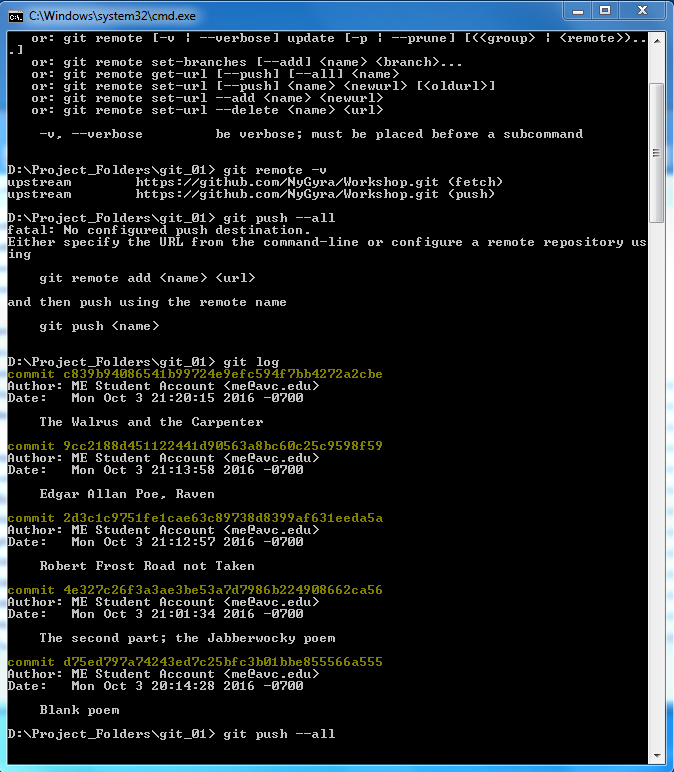 C:\Windows\system32\cmd.exe
or: git remote [-v | --verbose] update [-p | --prune] [(<group> | <remote>)..
.]
or: git remote set-branches [--add] <name> <branch>...
or: git remote get-url [--push] [--all] <name>
or: git remote set-url [--push] <name> <newurl> [<oldurl>]
or: git remote set-url --add <name> <newurl>
or: git remote set-url --delete <name> <url>
-v, --verbose         be verbose; must be placed before a subcommand
D:\Project_Folders\git_01> git remote -v
upstream        https://github.com/NyGyra/Workshop.git (fetch)
upstream        https://github.com/NyGyra/Workshop.git (push)
D:\Project_Folders\git_01> git push --all
fatal: No configured push destination.
Either specify the URL from the command-line or configure a remote repository us
ing
git remote add <name> <url>
and then push using the remote name
git push <name>
D:\Project_Folders\git_01> git log
commit c839b94086541b99724e9efc594f7bb4272a2cbe
Author: ME Student Account <me@avc.edu>
Date:   Mon Oct 3 21:20:15 2016 -0700
The Walrus and the Carpenter
commit 9cc2188d451122441d90563a8bc60c25c9598f59
Author: ME Student Account <me@avc.edu>
Date:   Mon Oct 3 21:13:58 2016 -0700
Edgar Allan Poe, Raven
commit 2d3c1c9751fe1cae63c89738d8399af631eeda5a
Author: ME Student Account <me@avc.edu>
Date:   Mon Oct 3 21:12:57 2016 -0700
Robert Frost Road not Taken
commit 4e327c26f3a3ae3be53a7d7986b224908662ca56
Author: ME Student Account <me@avc.edu>
Date:   Mon Oct 3 21:01:34 2016 -0700
The second part; the Jabberwocky poem
commit d75ed797a74243ed7c25bfc3b01bbe855566a555
Author: ME Student Account <me@avc.edu>
Date:   Mon Oct 3 20:14:28 2016 -0700
Blank poem
D:\Project_Folders\git_01> git push --all